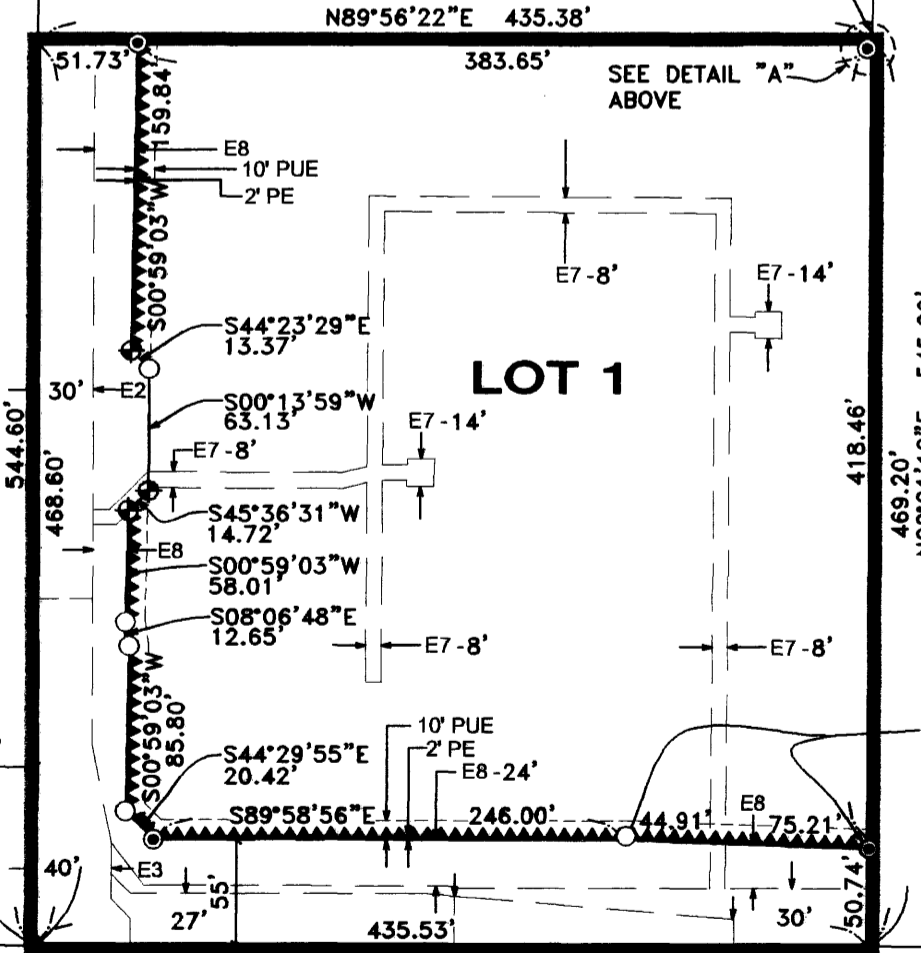 N89°56'22"E 435.38'
51.73'
383.65'
SEE DETAIL "A"
ABOVE
159.84'
S00°59'03"W
E8
10' PUE
2' PE
E7-8'
E7-14'
S44°23'29"E
13.37'
LOT 1
30'
E2
S00°13'59"W
63.13'
E7-14'
E7-8'
544.60'
468.60'
418.46'
469.20'
S45°36'31"W
14.72'
E8
S00°59'03"W
58.01'
S08°06'48"E
12.65'
E7-8'
E7-8'
S00°59'03"W
85.80'
10' PUE
2' PE
E8-24'
S44°29'55"E
20.42'
S89°58'56"E
246.00'
44.91'
E8
75.21'
40'
E3
55'
27'
435.53'
30'
50.74'